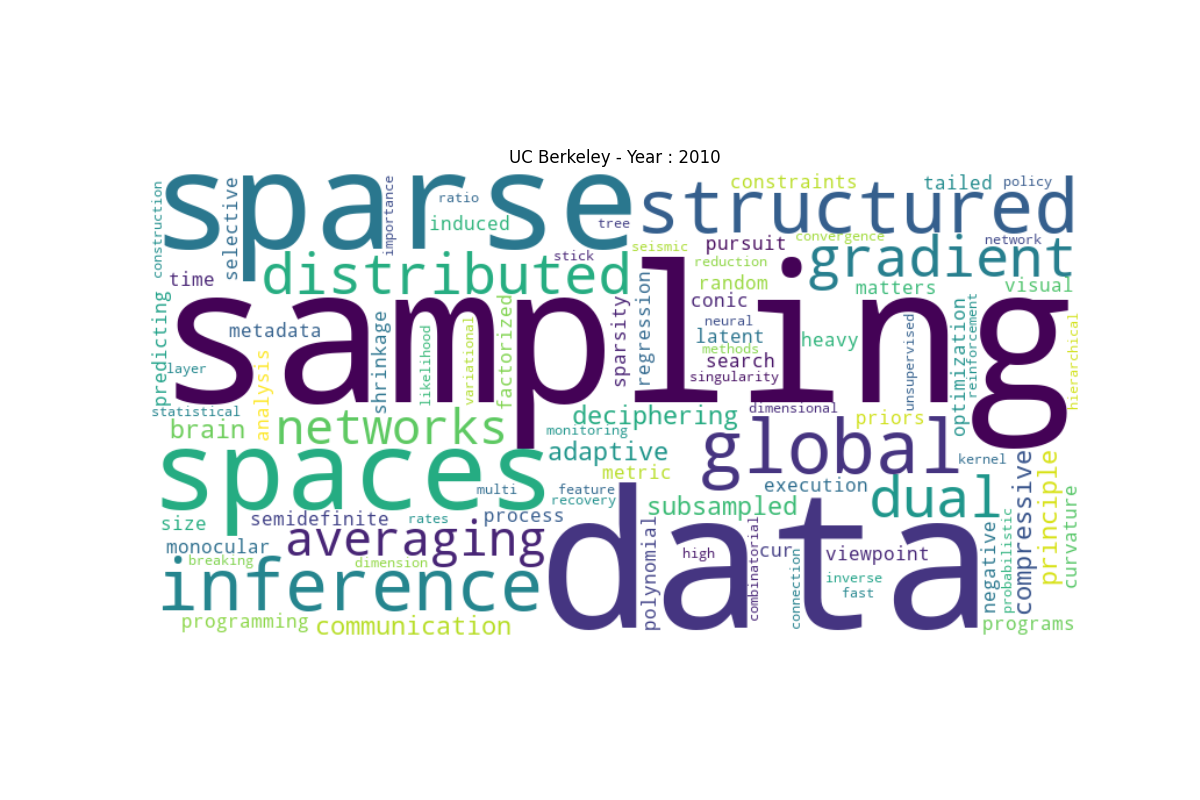 UC Berkeley - Year : 2010
sparse
structured
constraints
tailed
policy
construction
selective
importance
ratio
induced
tree
seismic
pursuit
convergence
network
time
distributed
stick
reduction
gradient
random
matters
visual
sampling
predicting
metadata
layer
analysis
shrinkage
likelihood
variational
factorized
sparsity
regression
conic
neural
latent
methods
search
singularity
heavy
unsupervised
optimization
reinforcement
hierarchical
statistical
brain
networks
deciphering
dimensional
priors
monitoring
adaptive
global
kernel
spaces
metric
multi
feature
recovery
execution
dual
compressive
principle
curvature
size
semidefinite
rates
process
subsampled
averaging
data
monocular
breaking
dimension
inference
polynomial
high
combinatorial
cur
connection
viewpoint
inverse
fast
negative
probabilistic
programming
communication
programs